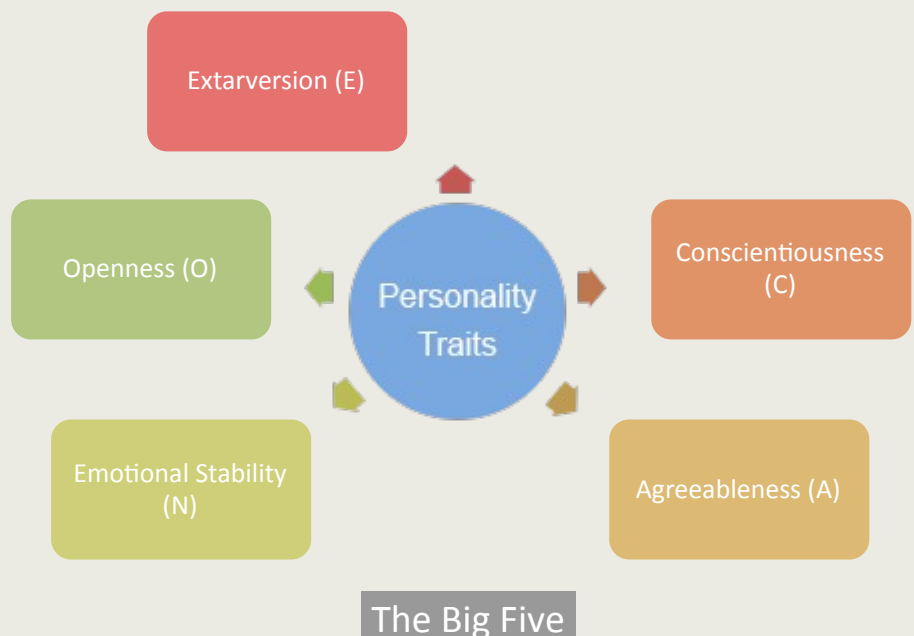 Extarversion (E)
Openness (O)
Conscientiousness
(C)
Personality
Traits
Emotional Stability
(N)
Agreeableness (A)
The Big Five